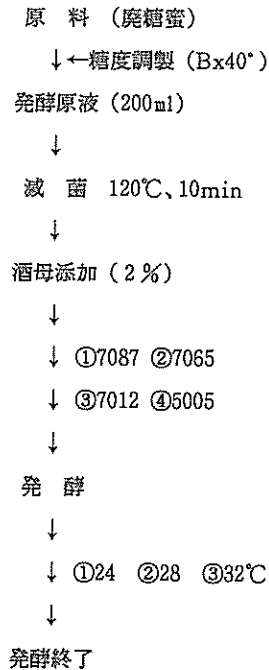 原 料 (廃糖蜜)
↓←糖度調製 (Bx40°)
発酵原液 (200ml)
↓
滅 菌 120℃、10min
↓
酒母添加 (2%)
↓
↓ ①7087 ②7065
↓ ③7012 ④5005
↓
発 酵
↓
↓ ①24 ②28 ③32℃
↓
発酵終了